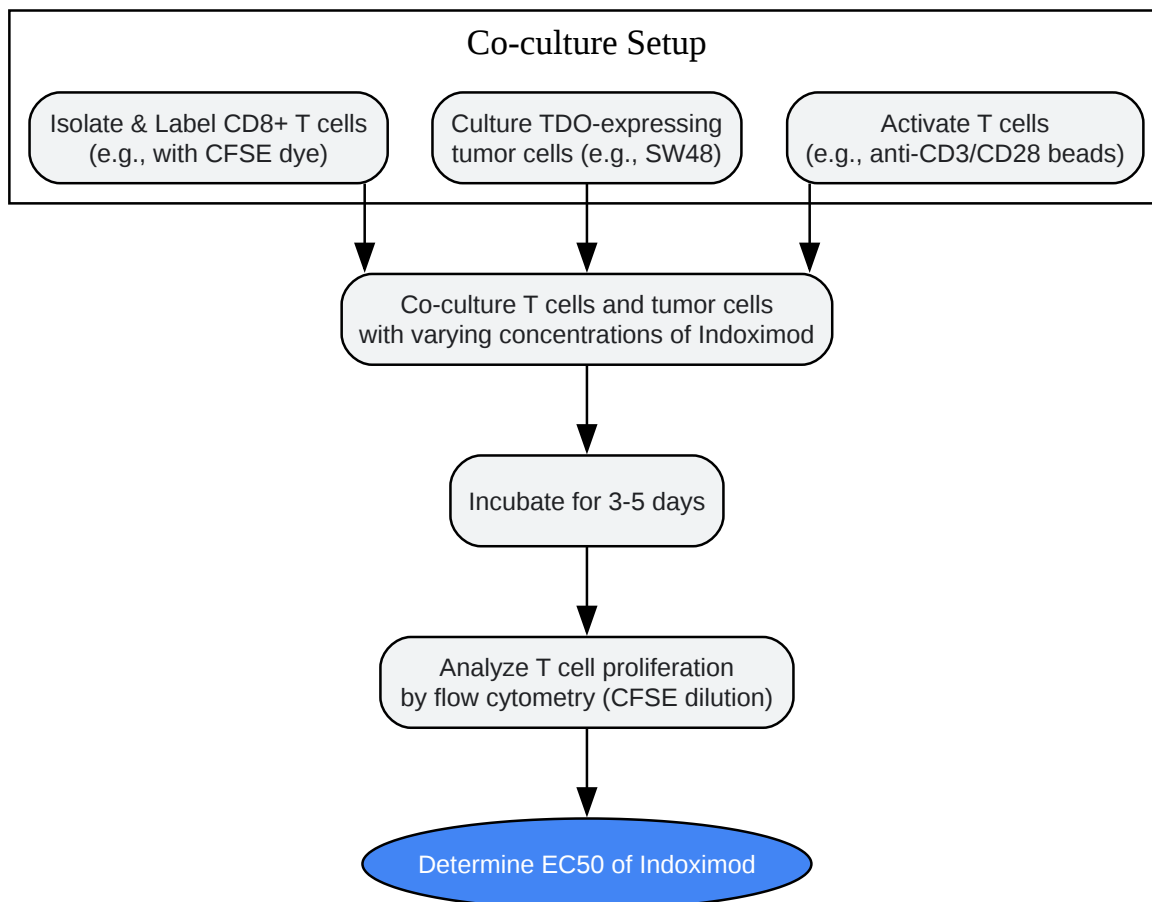 Co-culture Setup
Isolate & Label CD8+ T cells
(e.g., with CFSE dye)
Culture TDO-expressing
tumor cells (e.g., SW48)
Activate T cells
(e.g., anti-CD3/CD28 beads)
Co-culture T cells and tumor cells
with varying concentrations of Indoximod
Incubate for 3-5 days
Analyze T cell proliferation
by flow cytometry (CFSE dilution)
Determine EC50 of Indoximod